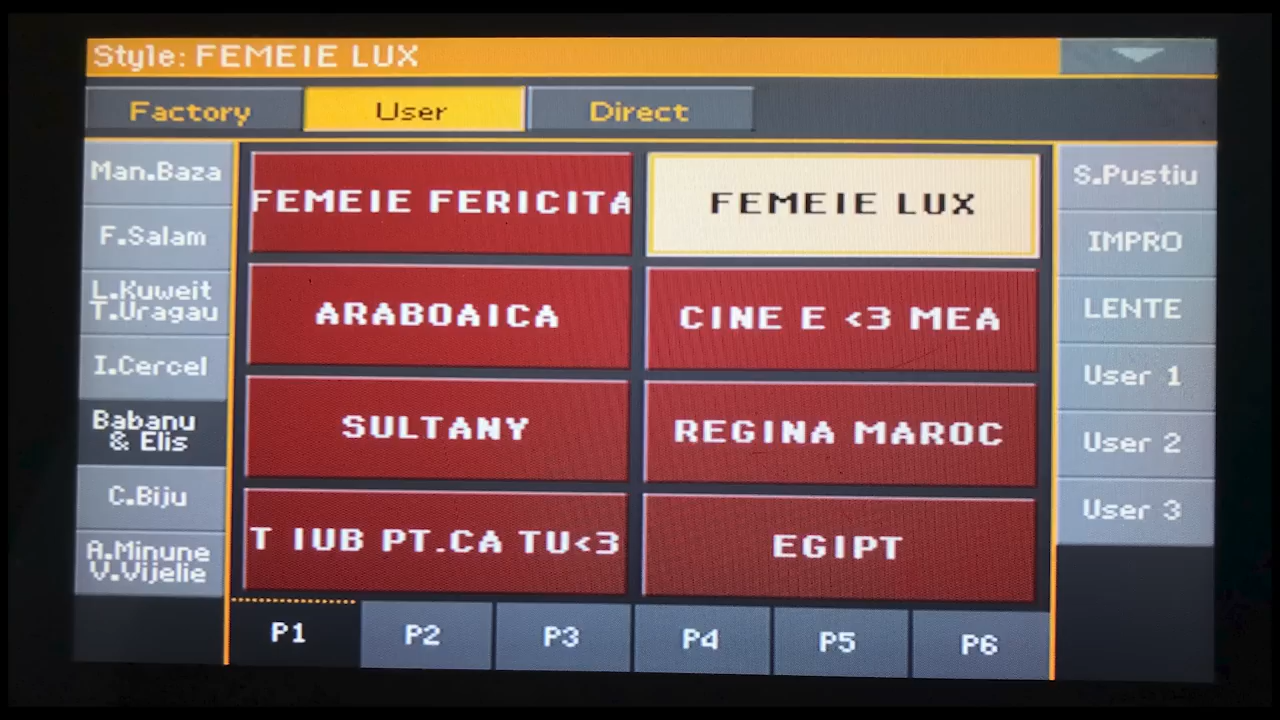 Style: FEMEIE LUX
Factory
User
Direct
Man.Baza
F.Salam
L.Kuweit
T.Uragau
I.Cercel
Babanu
& Elis
C.Biju
A.Minune
V.Vijelie
FEMEIE FERICITA
FEMEIE LUX
ARABOAICA
CINE E <3 MEA
SULTANY
REGINA MAROC
T IUB PT.CA TU<3
EGIPT
S.Pustiu
IMPRO
LENTE
User 1
User 2
User 3
P1
P2
P3
P4
P5
P6